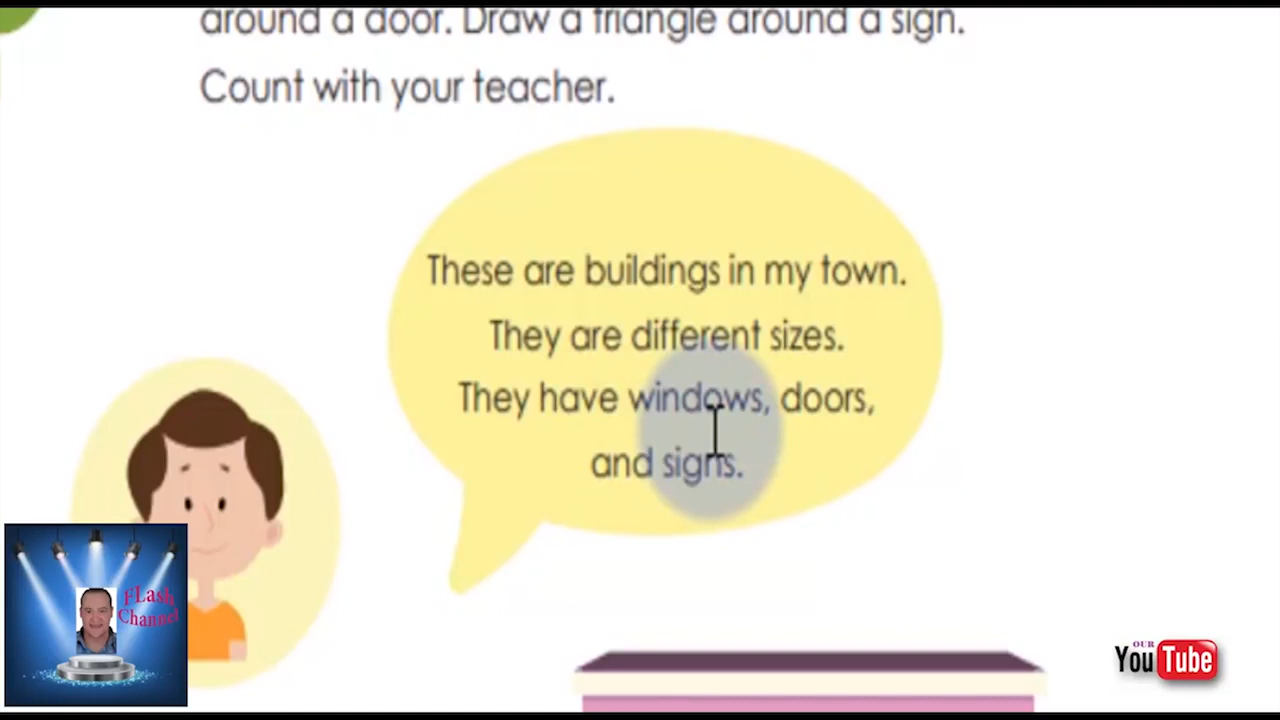 around a door. Draw a triangle around a sign.
Count with your teacher.
These are buildings in my town.
They are different sizes.
They have windows, doors,
and signs.
FLash
Channel
OUR
YouTube